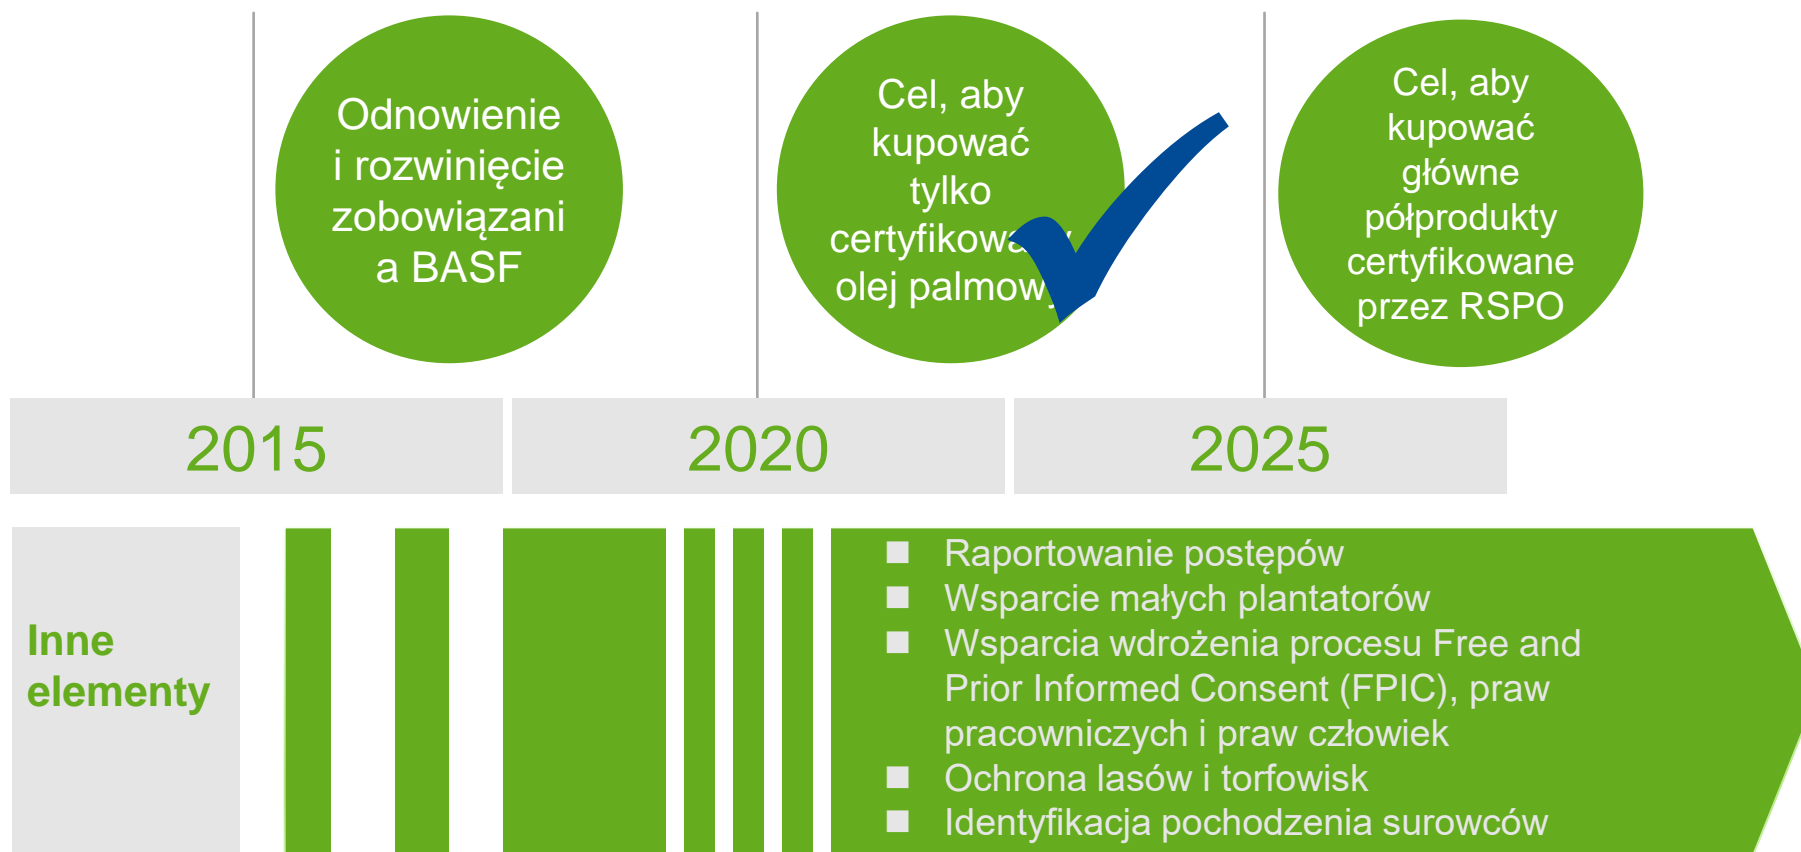 Odnowienie
i rozwinięcie
zobowiązani
a BASF
Cel, aby
kupować
tylko
certyfikowany
olej palmowy
Cel, aby
kupować
główne
półprodukty
certyfikowane
przez RSPO
2015
2020
2025
Inne
elementy
Raportowanie postępów
Wsparcie małych plantatorów
Wsparcia wdrożenia procesu Free and
Prior Informed Consent (FPIC), praw
pracowniczych i praw człowiek
Ochrona lasów i torfowisk
Identyfikacja pochodzenia surowców